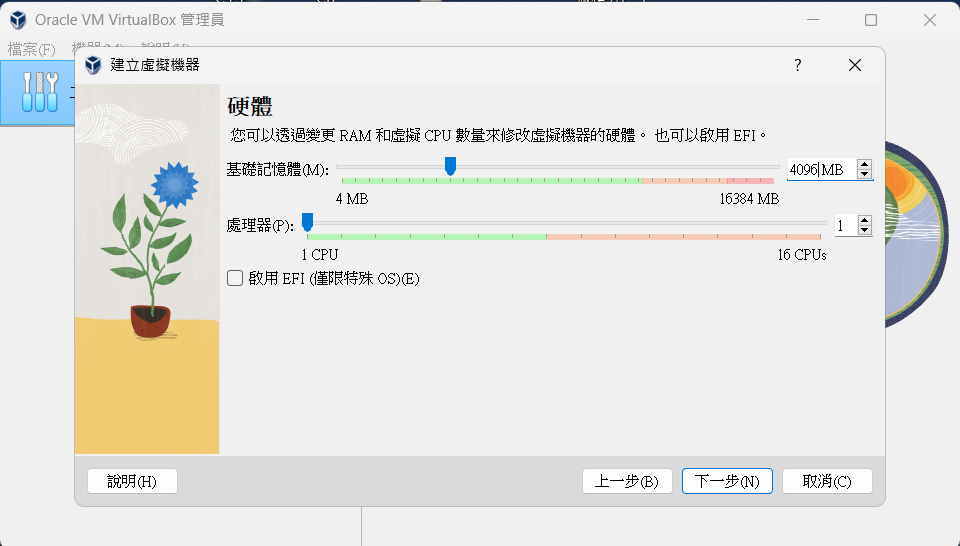 Oracle VM VirtualBox 管理員
檔案(F) 機器(M) 說明(H)
建立虛擬機器
?
硬體
您可以透過變更 RAM 和虛擬 CPU 數量來修改虛擬機器的硬體。 也可以啟用 EFI。
基礎記憶體(M): 4096 MB
4 MB 16384 MB
處理器(P): 1
1 CPU 16 CPUs
啟用 EFI (僅限特殊 OS)(E)
說明(H) 上一步(B) 下一步(N) 取消(C)